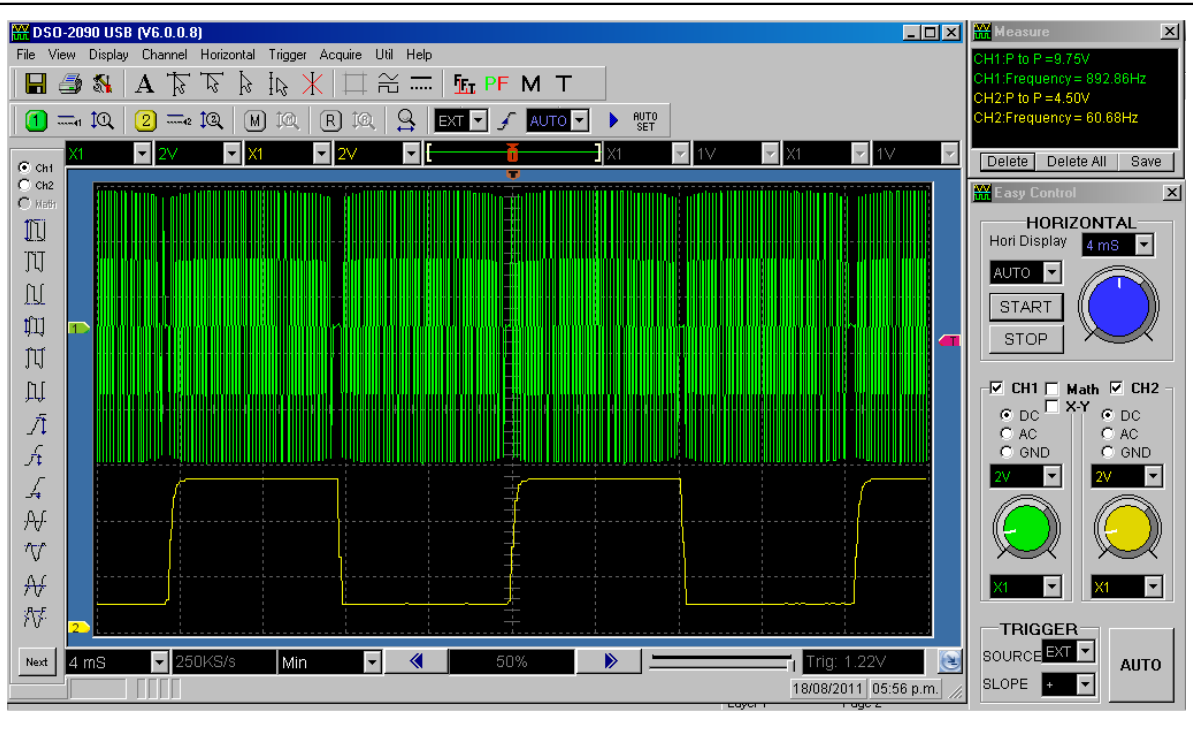 DSO-2090 USB (V6.0.0.8)
File View Display Channel Horizontal Trigger Acquire Util Help
A FFT PF M T
1 2 M R EXT AUTO AUTO SET
X1 2V X1 2V X1 1V X1 1V
Ch1
Ch2
Math
1
T
2
Next
4 mS 250KS/s Min 50% Trig: 1.22V
18/08/2011 05:56 p.m.
Measure
CH1:P to P =9.75V
CH1:Frequency = 892.86Hz
CH2:P to P =4.50V
CH2:Frequency = 60.68Hz
Delete Delete All Save
Easy Control
HORIZONTAL
Hori Display 4 mS
AUTO
START
STOP
CH1 Math CH2
X-Y
DC DC
AC AC
GND GND
2V 2V
X1 X1
TRIGGER
SOURCE EXT
SLOPE +
AUTO